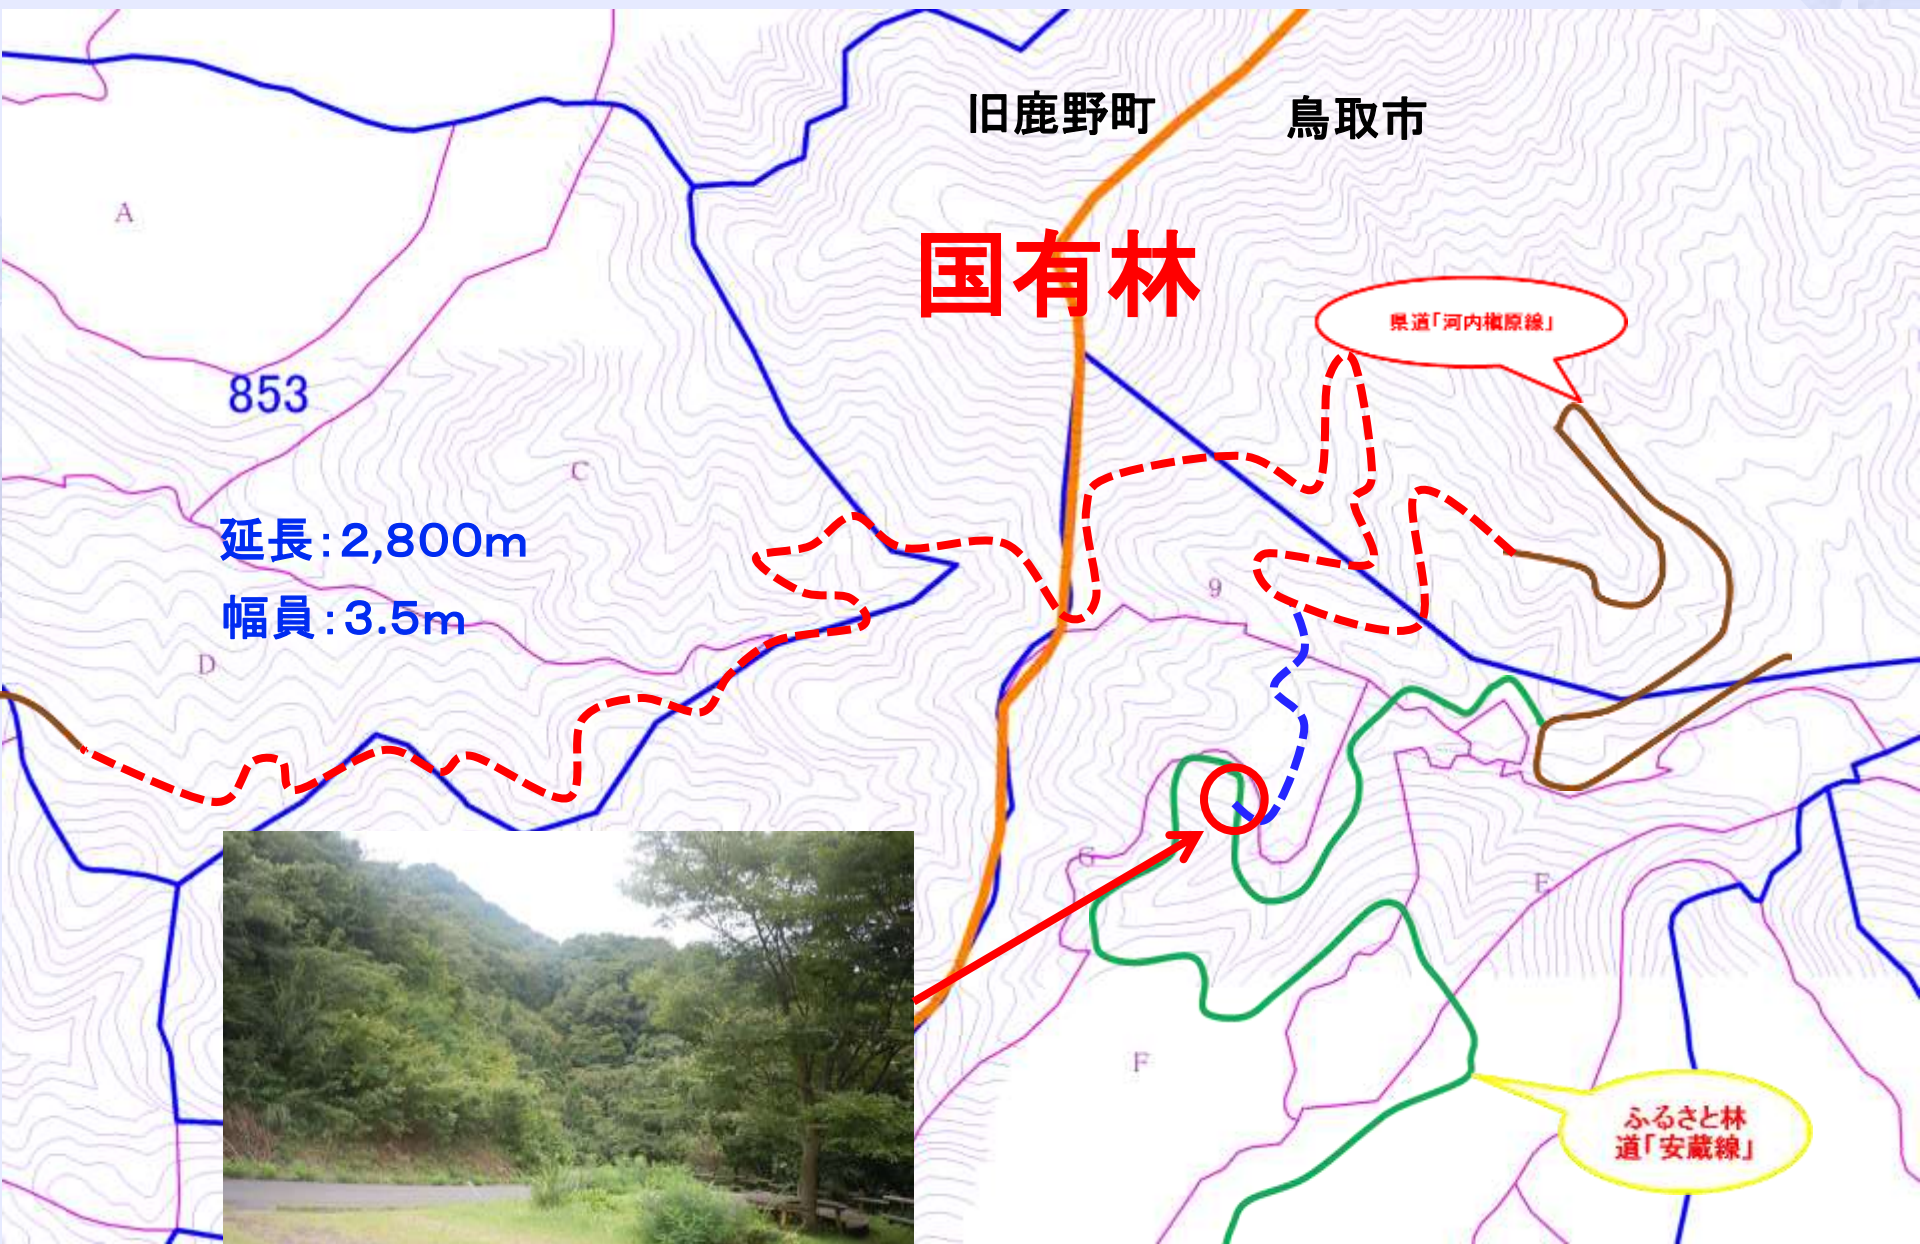 旧鹿野町
鳥取市
A
国有林
県道「河内槇原線」
853
C
延長：2,800m
9
幅員：3.5m
D
G
E
F
ふるさと林
道「安蔵線」